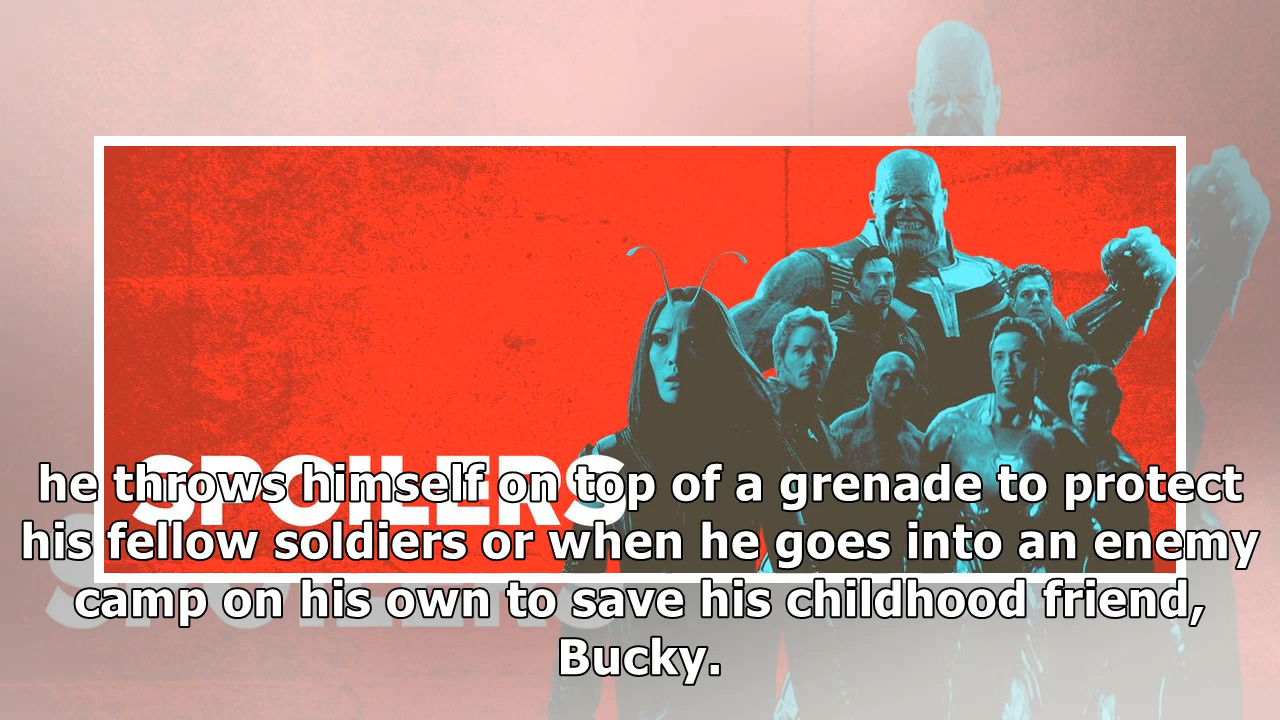 SPOILERS
he throws himself on top of a grenade to protect
his fellow soldiers or when he goes into an enemy
camp on his own to save his childhood friend,
Bucky.
SPOILERS